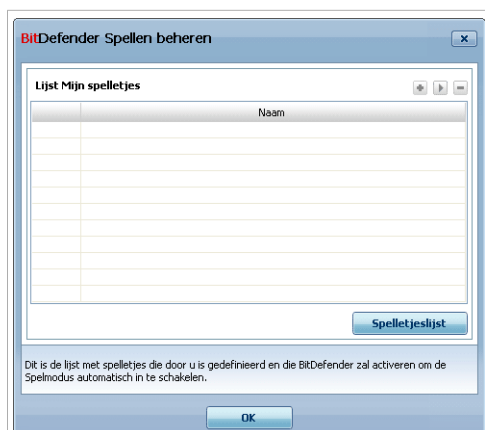 BitDefender Spellen beheren
Lijst Mijn spelletjes
Naam
Spelletjeslijst
Dit is de lijst met spelletjes die door u is gedefinieerd en die BitDefender zal activeren om de
Spelmodus automatisch in te schakelen.
OK